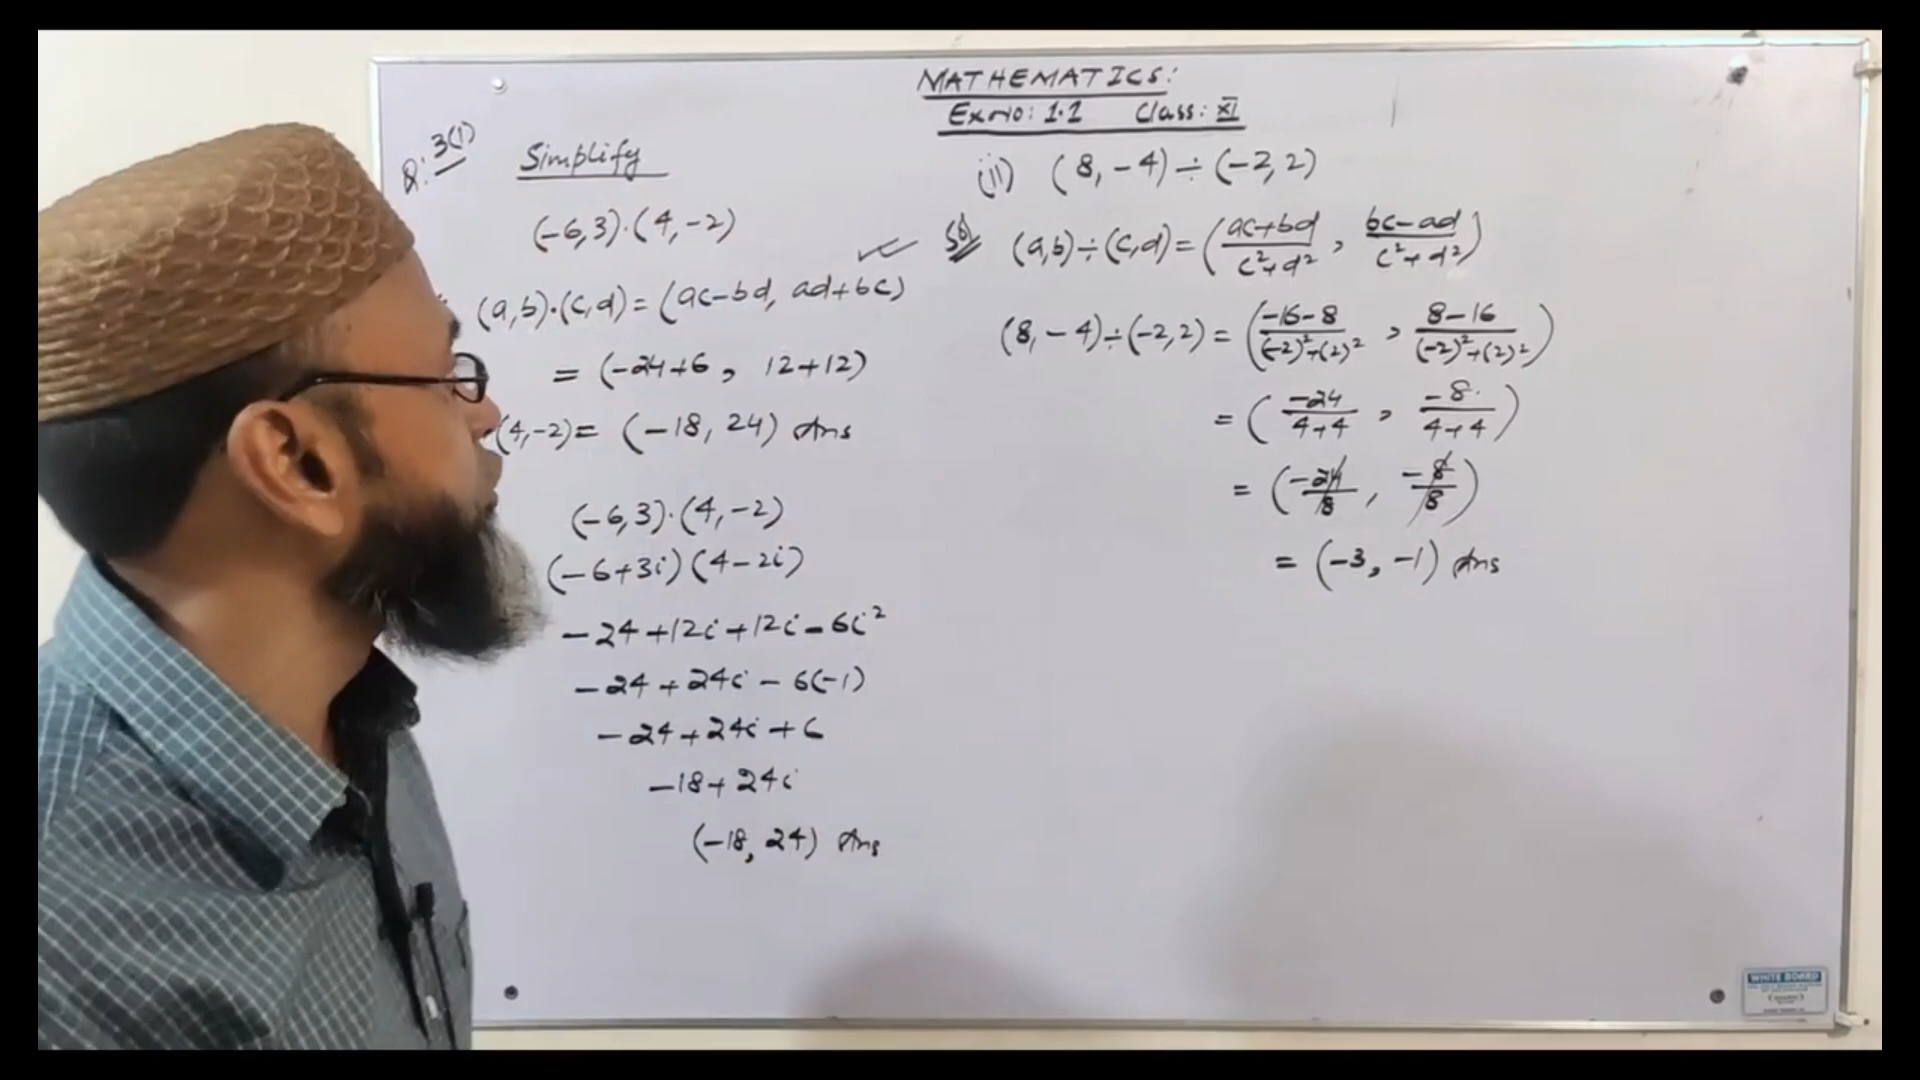 MATHEMATICS:
Ex NO: 1.1 Class: XI
Q: 3(i) Simplify
(-6,3)·(4,-2)
(a,b)·(c,d) = (ac-bd, ad+bc)
= (-24+6, 12+12)
(4,-2) = (-18, 24) Ans
(-6,3)·(4,-2)
(-6+3i)(4-2i)
-24+12i+12i-6i²
-24+24i-6(-1)
-24+24i+6
-18+24i
(-18, 24) Ans
(ii) (8,-4)÷(-2,2)
Sol (a,b)÷(c,d) = (ac+bd/c²+d², bc-ad/c²+d²)
(8,-4)÷(-2,2) = (-16-8/(-2)²+(2)², 8-16/(-2)²+(2)²)
= (-24/4+4, -8/4+4)
= (-24/8, -8/8)
= (-3, -1) Ans
WHITE BOARD